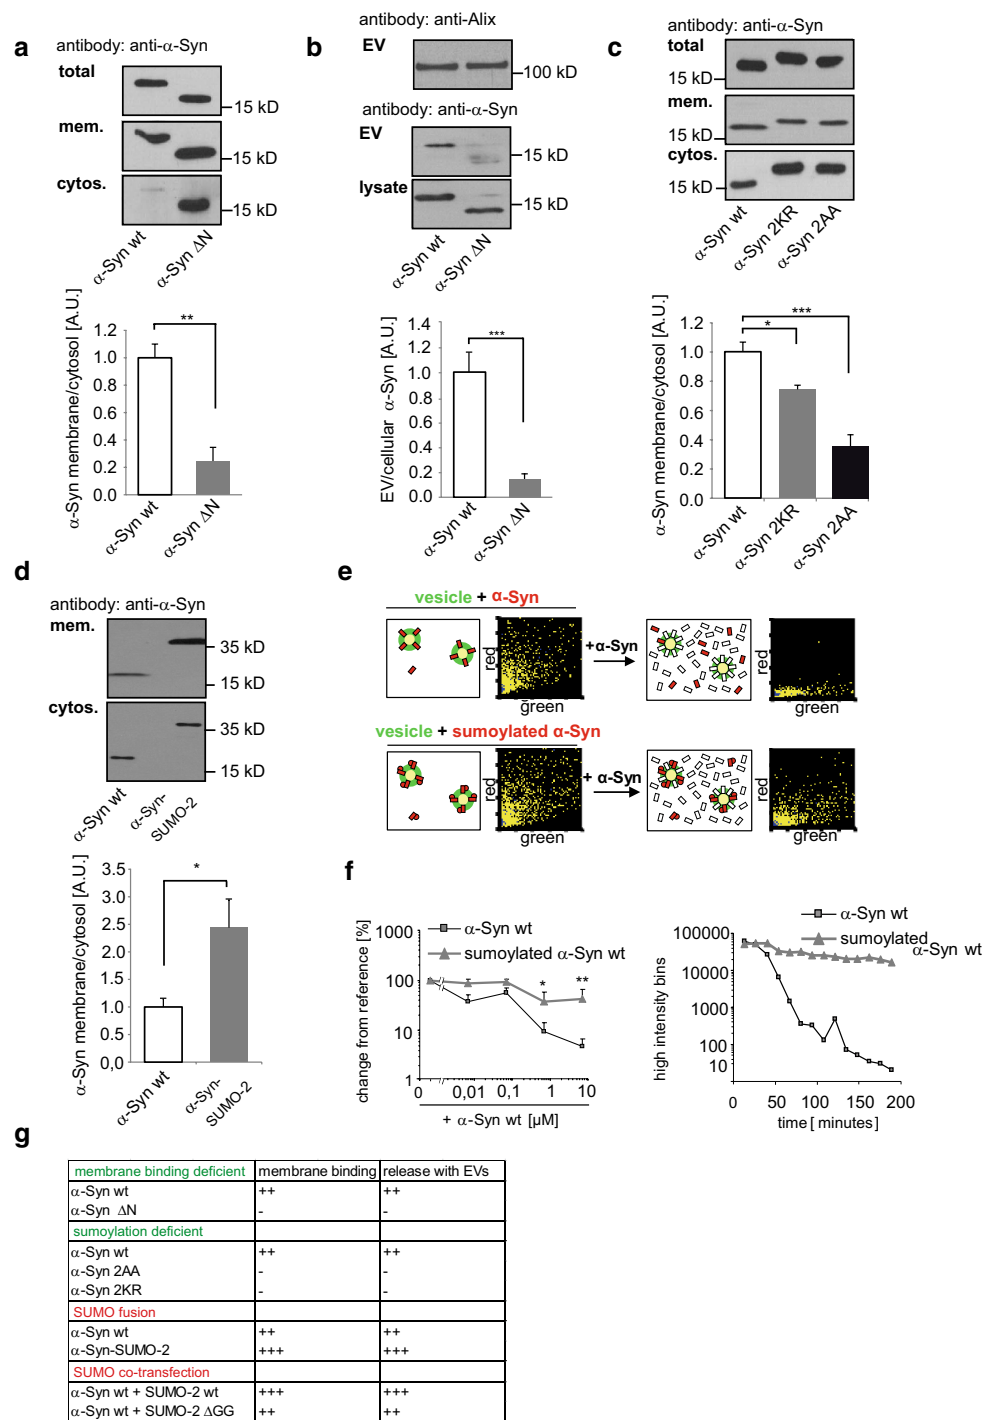 a
antibody: anti-α-Syn
total
15 kD
mem.
15 kD
cytos.
15 kD
α-Syn wt
α-Syn ΔN
α-Syn membrane/cytosol [A.U.]
1.2
1.0
0.8
0.6
0.4
0.2
0.0
**
α-Syn wt
α-Syn ΔN
b
antibody: anti-Alix
EV
100 kD
antibody: anti-α-Syn
EV
15 kD
lysate
15 kD
α-Syn wt
α-Syn ΔN
EV/cellular α-Syn [A.U.]
1.4
1.2
1.0
0.8
0.6
0.4
0.2
0.0
***
α-Syn wt
α-Syn ΔN
c
antibody: anti-α-Syn
total
15 kD
mem.
15 kD
cytos.
15 kD
α-Syn wt
α-Syn 2KR
α-Syn 2AA
α-Syn membrane/cytosol [A.U.]
1.2
1.0
0.8
0.6
0.4
0.2
0.0
***
*
α-Syn wt
α-Syn 2KR
α-Syn 2AA
d
antibody: anti-α-Syn
mem.
35 kD
15 kD
cytos.
35 kD
15 kD
α-Syn wt
α-Syn-
SUMO-2
α-Syn membrane/cytosol [A.U.]
3.5
3.0
2.5
2.0
1.5
1.0
0.5
0,0
*
α-Syn wt
α-Syn-
SUMO-2
e
vesicle + α-Syn
red
green
+α-Syn
red
green
vesicle + sumoylated α-Syn
red
green
+ α-Syn
red
green
f
α-Syn wt
sumoylated α-Syn wt
change from reference [%]
1000
100
10
1
* **
0 0,01 0,1 1 10
+ α-Syn wt [µM]
α-Syn wt
sumoylated α-Syn wt
high intensity bins
100000
10000
1000
100
10
0 50 100 150 200
time [ minutes ]
g
membrane binding deficient membrane binding release with EVs
α-Syn wt ++ ++
α-Syn ΔN - -
sumoylation deficient
α-Syn wt ++ ++
α-Syn 2AA - -
α-Syn 2KR - -
SUMO fusion
α-Syn wt ++ ++
α-Syn-SUMO-2 +++ +++
SUMO co-transfection
α-Syn wt + SUMO-2 wt +++ +++
α-Syn wt + SUMO-2 ΔGG ++ ++